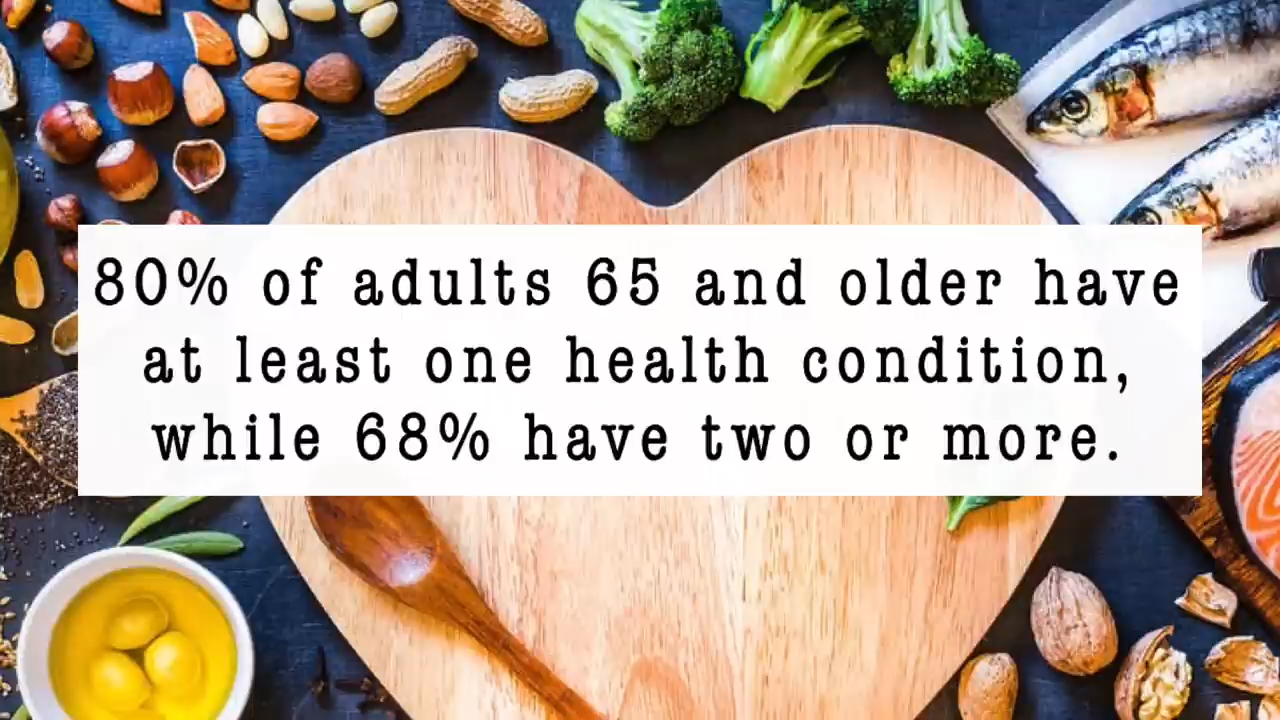 80% of adults 65 and older have
at least one health condition,
while 68% have two or more.